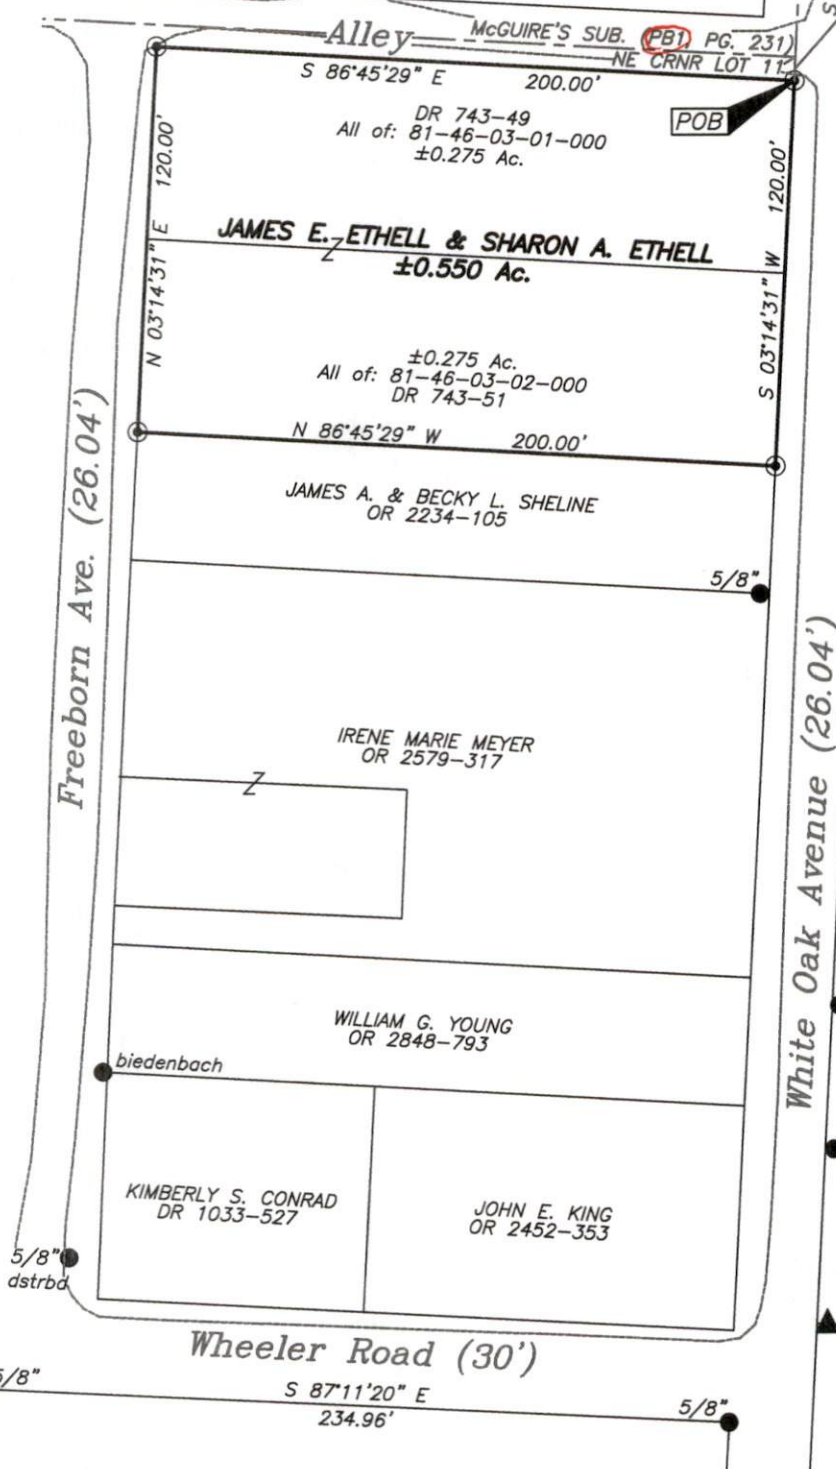 McGUIRE'S SUB. (PB1, PG. 231)
Alley
NE CRNR LOT 11
S 86°45'29" E 200.00'
POB
DR 743-49
All of: 81-46-03-01-000
±0.275 Ac.
120.00'
120.00'
JAMES E. ETHELL & SHARON A. ETHELL
±0.550 Ac.
N 03°14'31" E
S 03°14'31" W
±0.275 Ac.
All of: 81-46-03-02-000
DR 743-51
N 86°45'29" W 200.00'
JAMES A. & BECKY L. SHELINE
OR 2234-105
5/8"
Freeborn Ave. (26.04')
White Oak Avenue (26.04')
IRENE MARIE MEYER
OR 2579-317
WILLIAM G. YOUNG
OR 2848-793
biedenbach
KIMBERLY S. CONRAD
DR 1033-527
JOHN E. KING
OR 2452-353
5/8"
dstrbd
Wheeler Road (30')
5/8"
S 87°11'20" E
234.96'
5/8"